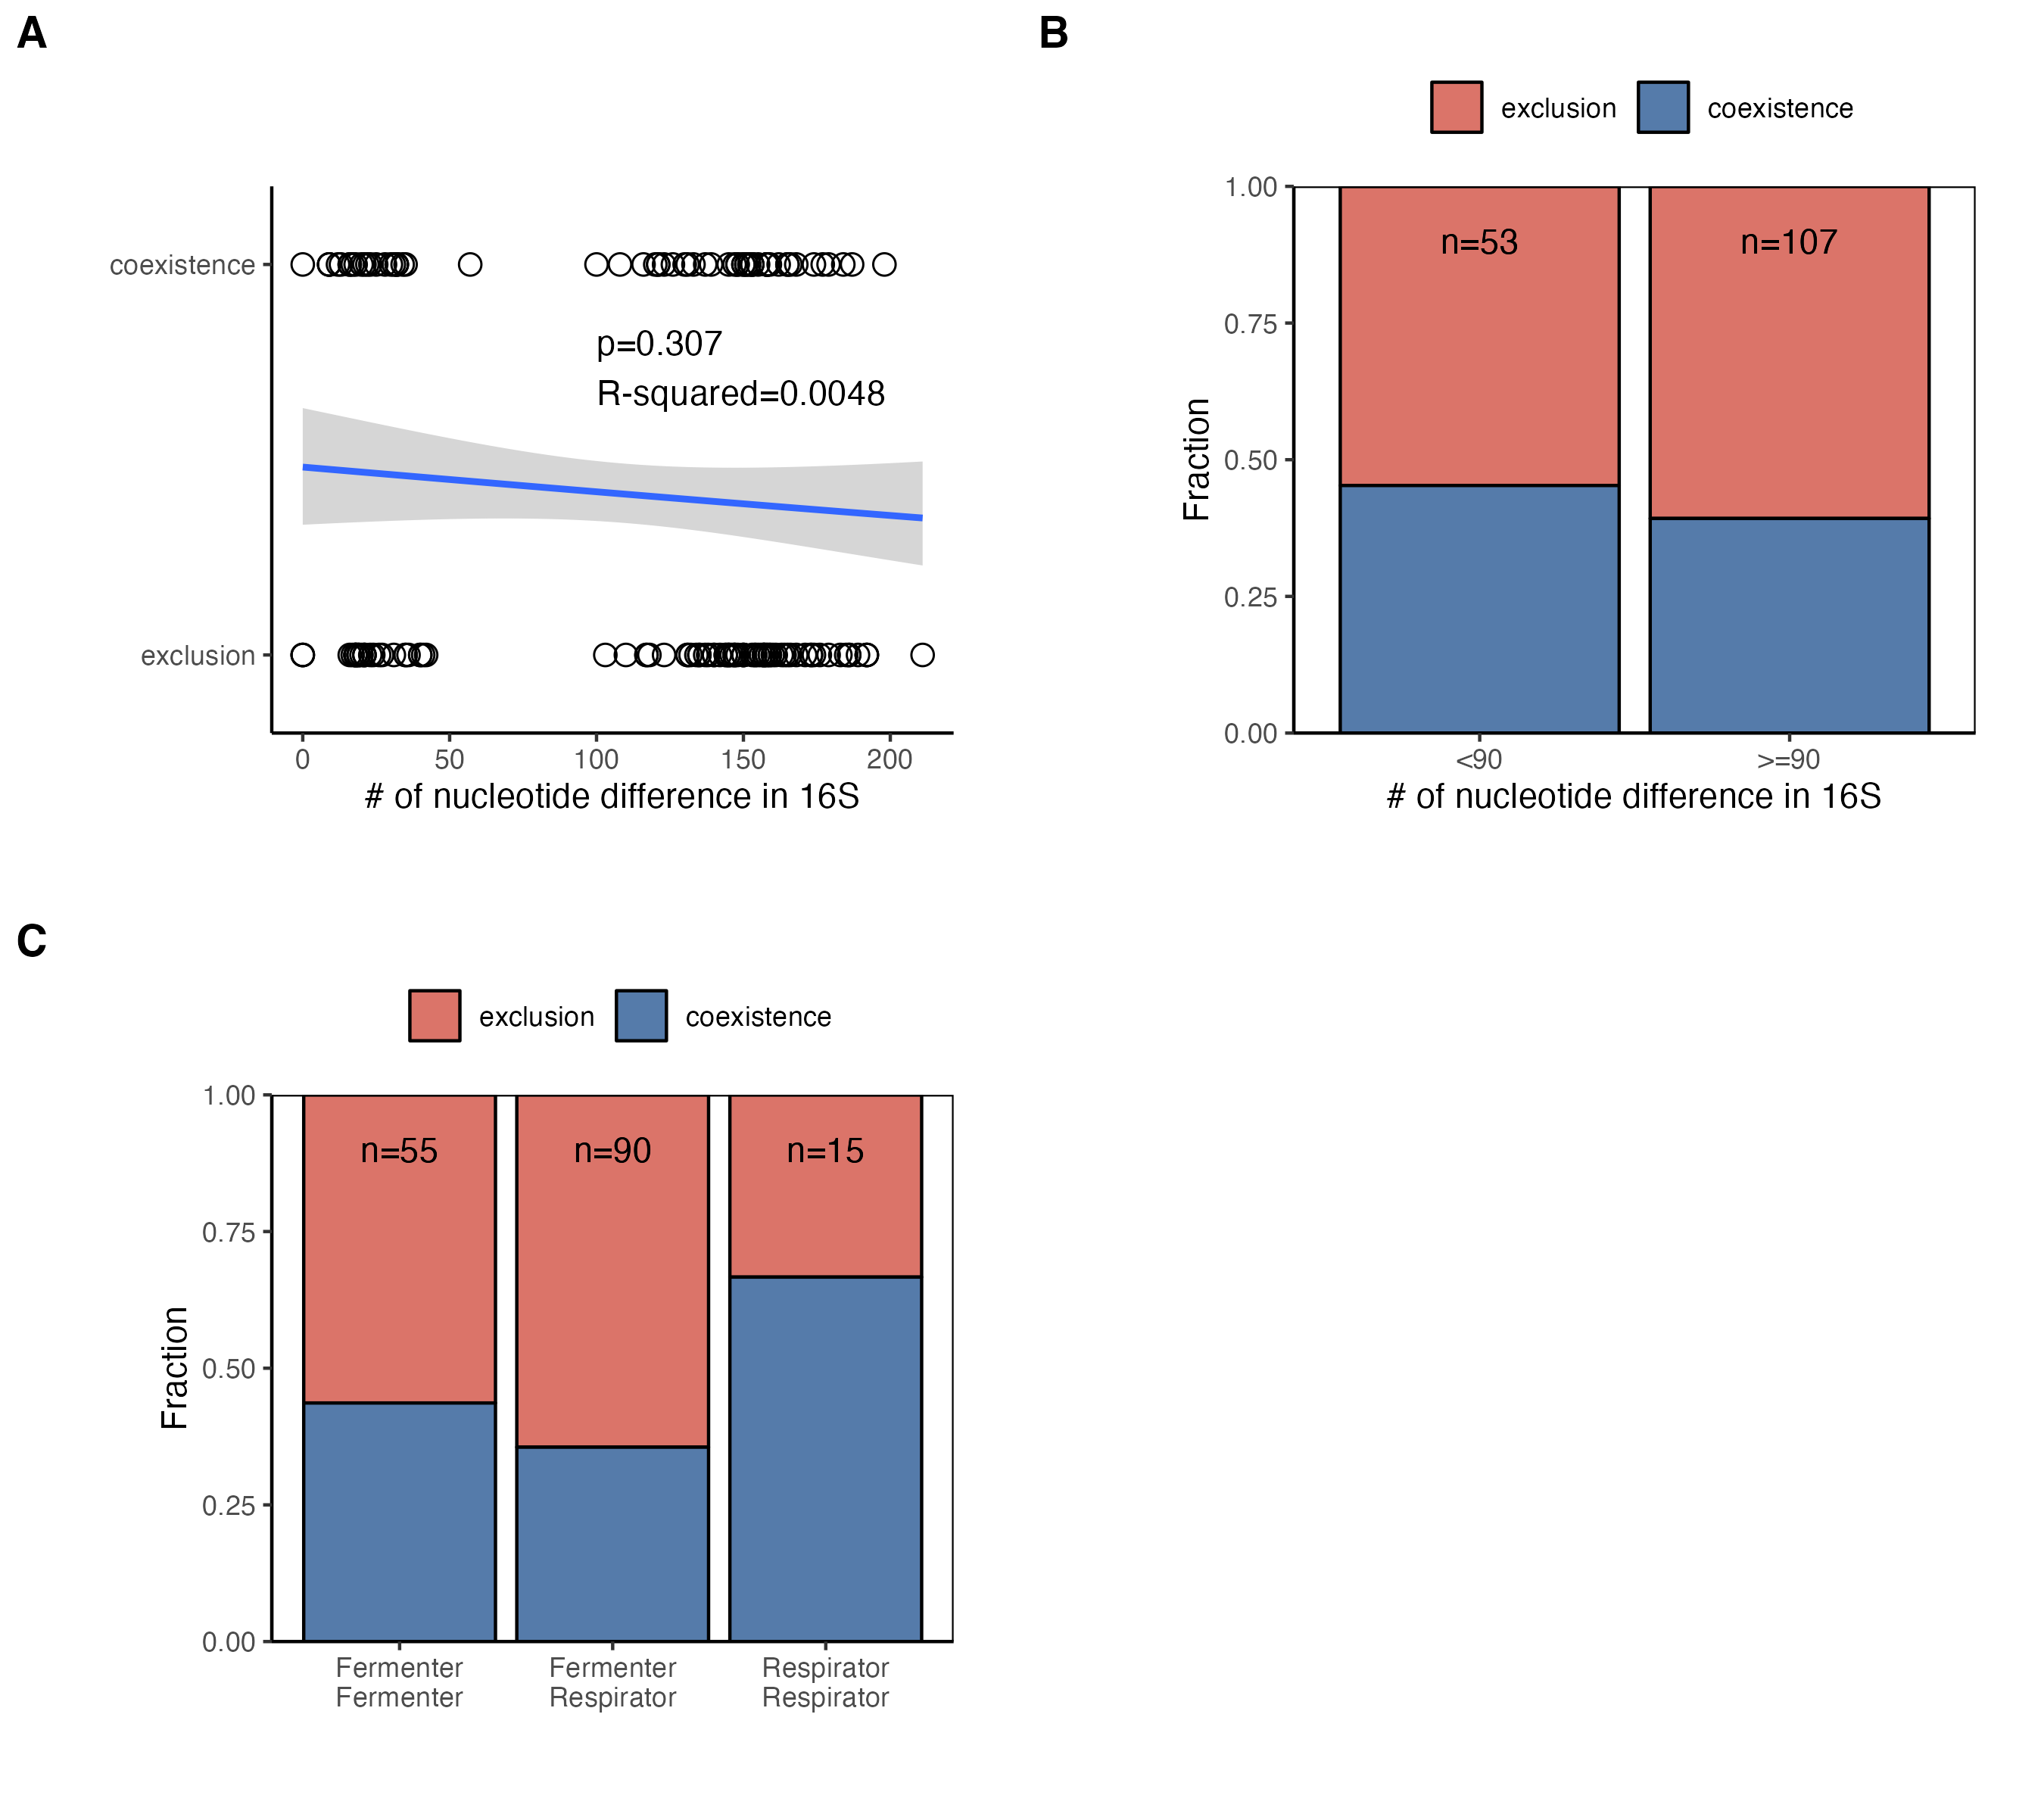 A
coexistence
p=0.307
R-squared=0.0048
exclusion
0 50 100 150 200
# of nucleotide difference in 16S
B
exclusion coexistence
1.00
n=53 n=107
0.75
0.50
0.25
0.00
Fraction
<90 >=90
# of nucleotide difference in 16S
C
exclusion coexistence
1.00
n=55 n=90 n=15
0.75
0.50
0.25
0.00
Fraction
Fermenter Fermenter Respirator
Fermenter Respirator Respirator